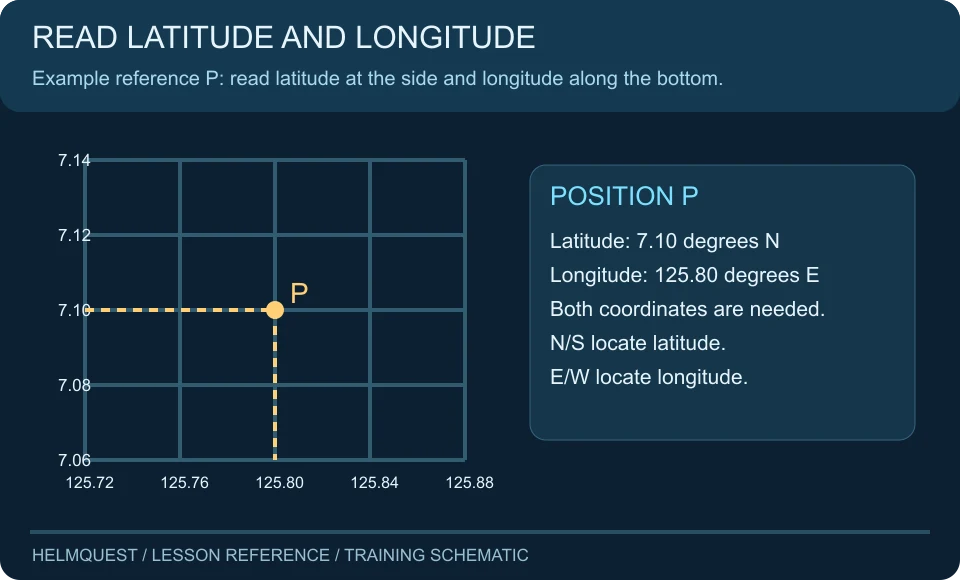 READ LATITUDE AND LONGITUDE
Example reference P: read latitude at the side and longitude along the bottom.
7.14
7.12
7.10
7.08
7.06
125.72 125.76 125.80 125.84 125.88
P
POSITION P
Latitude: 7.10 degrees N
Longitude: 125.80 degrees E
Both coordinates are needed.
N/S locate latitude.
E/W locate longitude.
HELMQUEST / LESSON REFERENCE / TRAINING SCHEMATIC